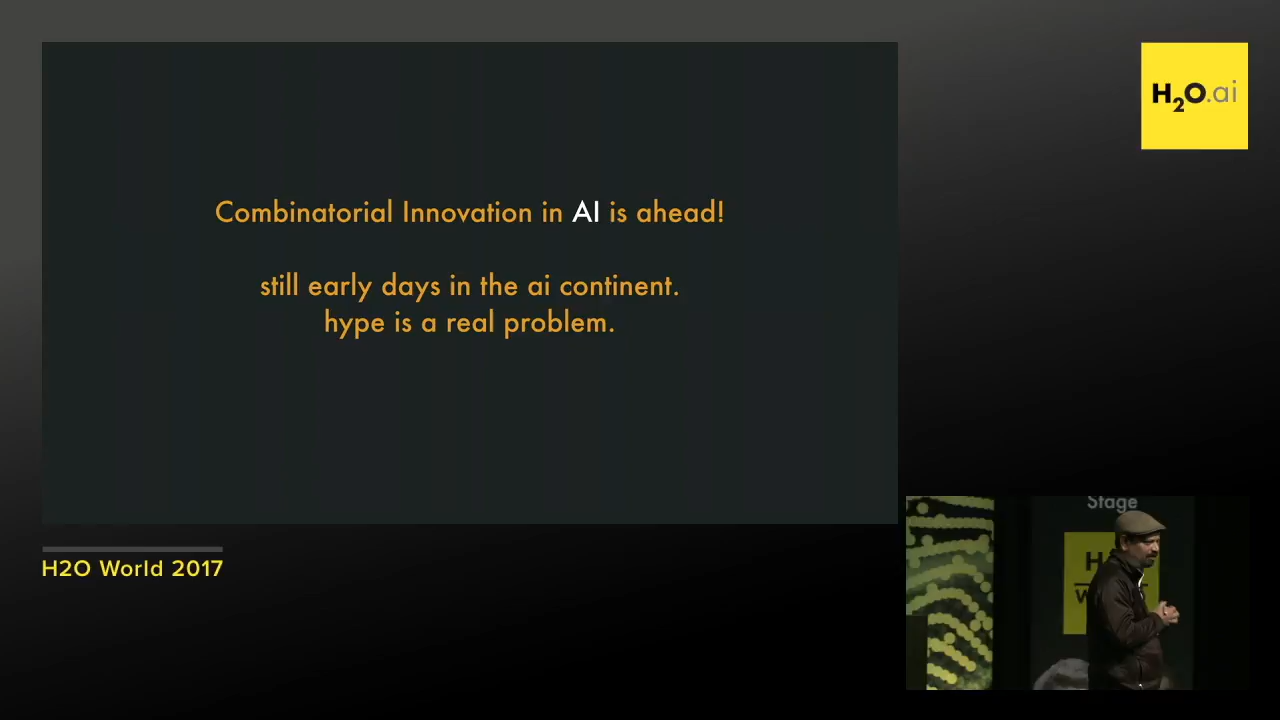 H2O.ai
Combinatorial Innovation in AI is ahead!
still early days in the ai continent.
hype is a real problem.
Stage
H2O World 2017